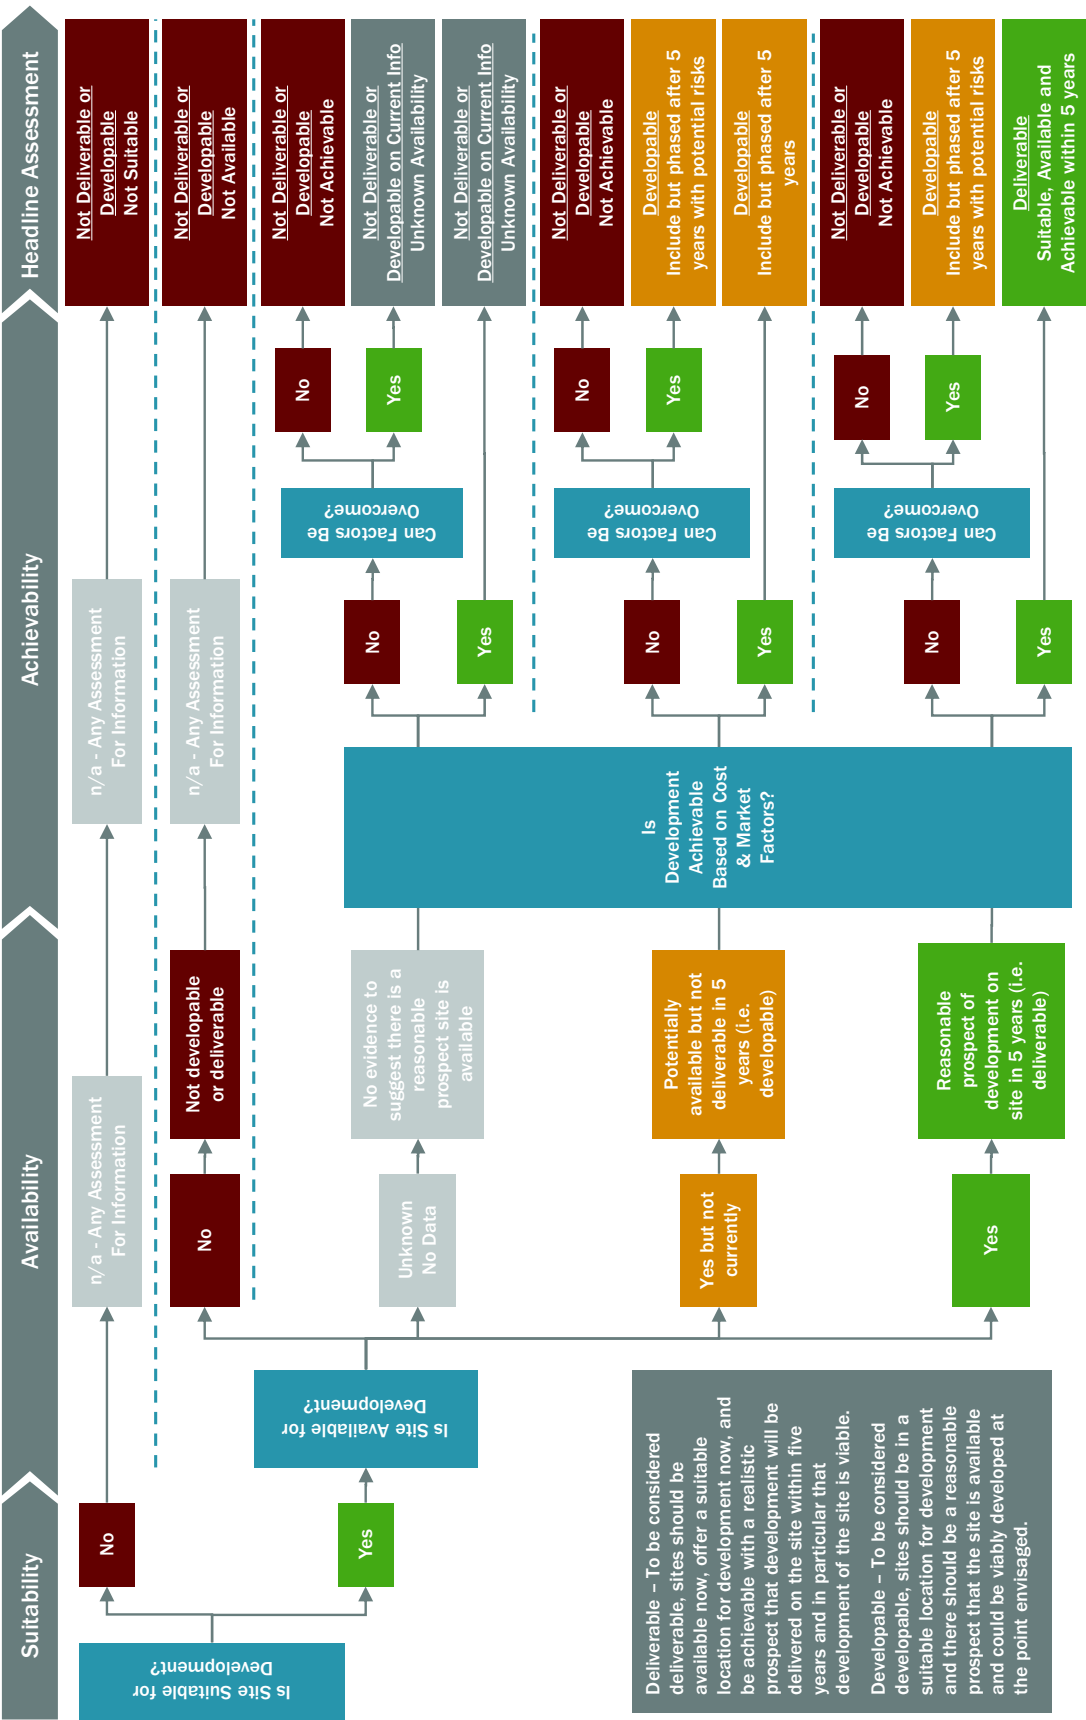 Suitability
Availability
Achievability
Headline Assessment
Is Site Suitable for
Development?
No
n/a - Any Assessment
For Information
n/a - Any Assessment
For Information
Not Deliverable or
Developable
Not Suitable
Yes
Is Site Available for
Development?
No
Not developable
or deliverable
n/a - Any Assessment
For Information
Not Deliverable or
Developable
Not Available
Unknown
No Data
No evidence to
suggest there is a
reasonable
prospect site is
available
Is
Development
Achievable
Based on Cost
& Market
Factors?
No
Can Factors Be
Overcome?
No
Not Deliverable or
Developable
Not Achievable
Yes
Not Deliverable or
Developable on Current Info
Unknown Availability
Yes
Not Deliverable or
Developable on Current Info
Unknown Availability
Yes but not
currently
Potentially
available but not
deliverable in 5
years (i.e.
developable)
No
Can Factors Be
Overcome?
No
Not Deliverable or
Developable
Not Achievable
Yes
Developable
Include but phased after 5
years with potential risks
Yes
Developable
Include but phased after 5
years
Yes
Reasonable
prospect of
development on
site in 5 years (i.e.
deliverable)
No
Can Factors Be
Overcome?
No
Not Deliverable or
Developable
Not Achievable
Yes
Developable
Include but phased after 5
years with potential risks
Yes
Deliverable
Suitable, Available and
Achievable within 5 years
Deliverable – To be considered
deliverable, sites should be
available now, offer a suitable
location for development now, and
be achievable with a realistic
prospect that development will be
delivered on the site within five
years and in particular that
development of the site is viable.
Developable – To be considered
developable, sites should be in a
suitable location for development
and there should be a reasonable
prospect that the site is available
and could be viably developed at
the point envisaged.